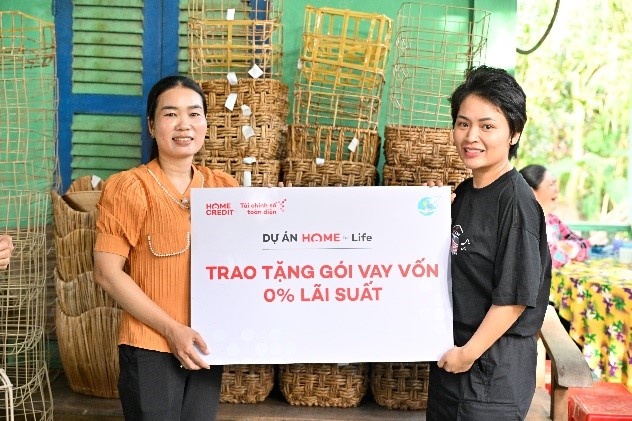 HOME CREDIT
Tài chính số
toàn diện
DỰ ÁN HOME for Life
TRAO TẶNG GÓI VAY VỐN
0% LÃI SUẤT